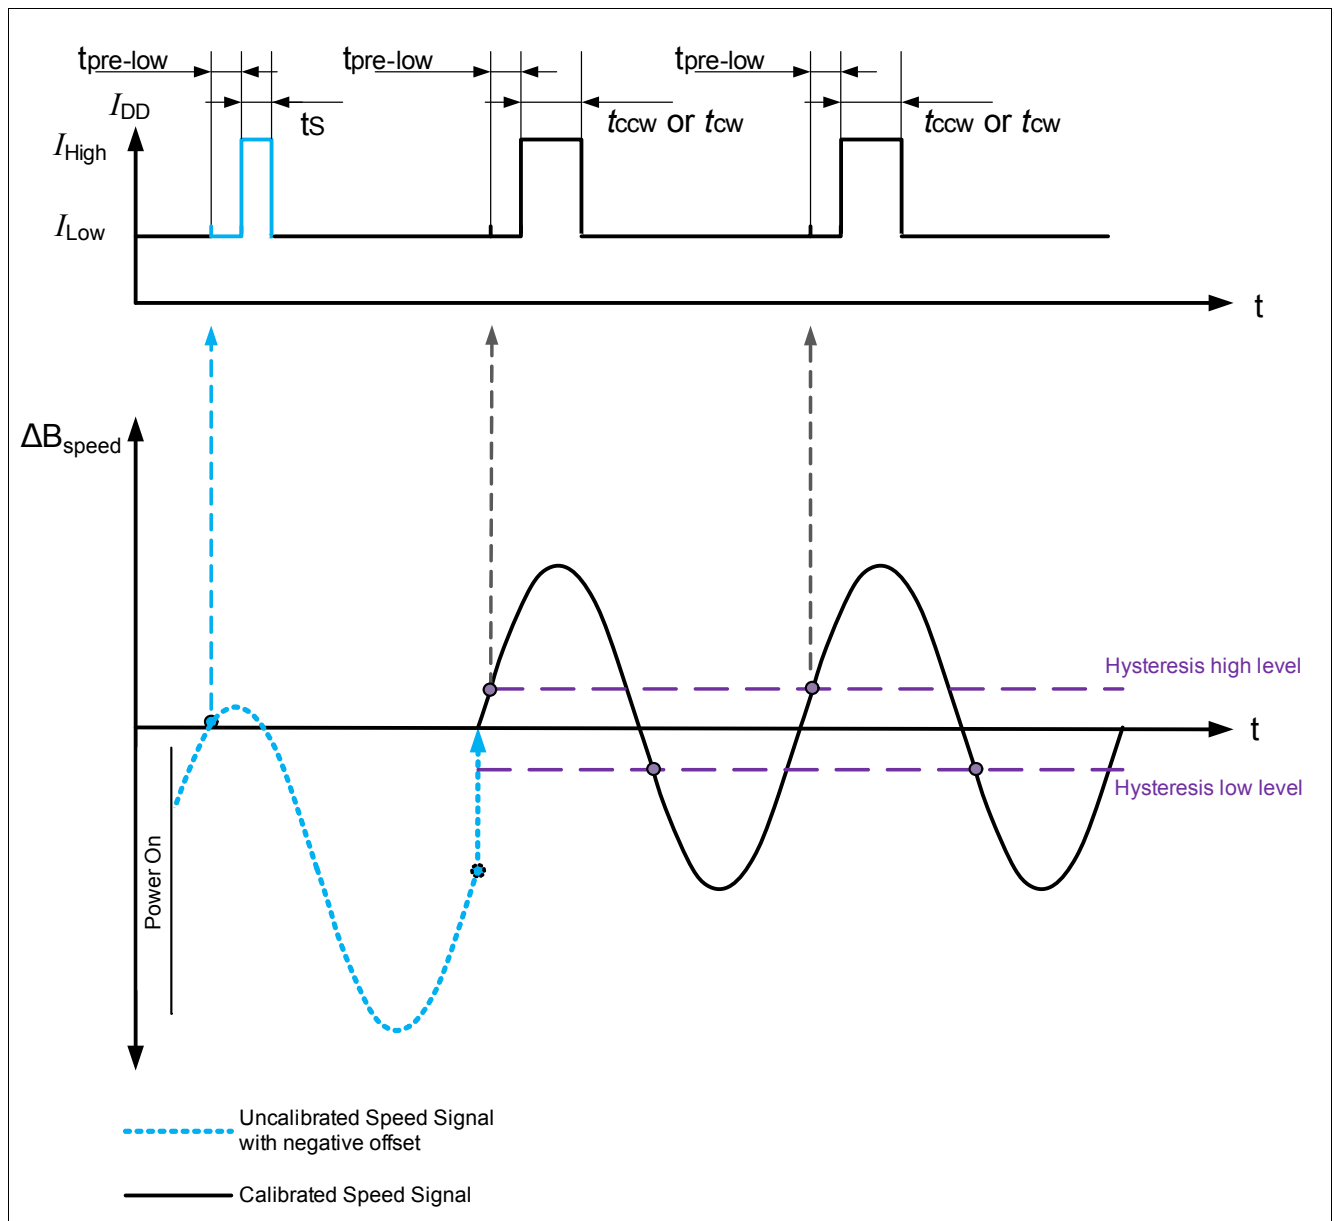 tpre-low tpre-low tpre-low
IDD
tS
tccw or tcw tccw or tcw
IHigh
ILow
t
ΔBspeed
Hysteresis high level
t
Hysteresis low level
Power On
Uncalibrated Speed Signal
with negative offset
Calibrated Speed Signal